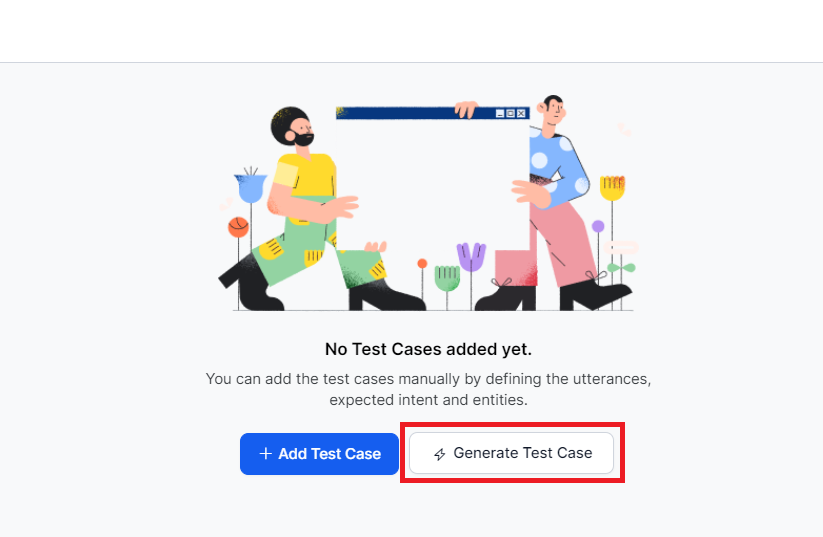 No Test Cases added yet.
You can add the test cases manually by defining the utterances,
expected intent and entities.
+ Add Test Case
Generate Test Case